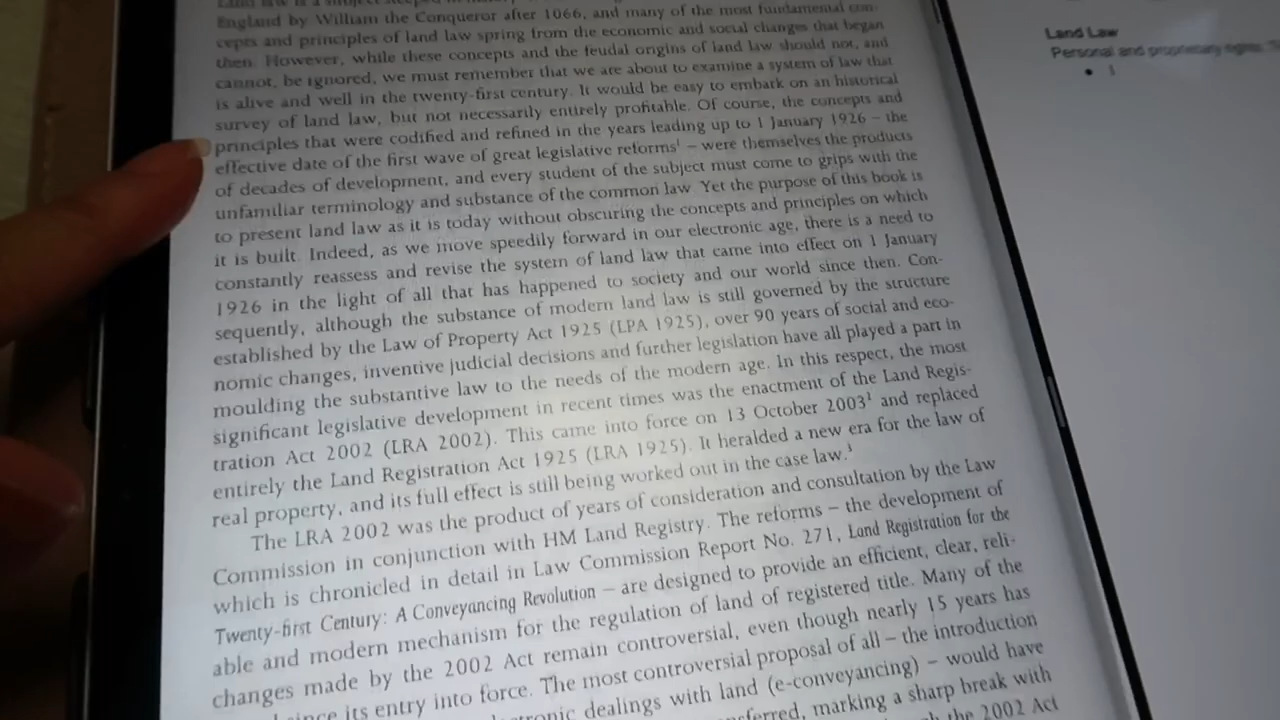 Land law is a subject steeped in
England by William the Conqueror after 1066, and many of the most fundamental con-
cepts and principles of land law spring from the economic and social changes that began
then. However, while these concepts and the feudal origins of land law should not, and
cannot, be ignored, we must remember that we are about to examine a system of law that
is alive and well in the twenty-first century. It would be easy to embark on an historical
survey of land law, but not necessarily entirely profitable. Of course, the concepts and
principles that were codified and refined in the years leading up to 1 January 1926 – the
effective date of the first wave of great legislative reforms¹ – were themselves the products
of decades of development, and every student of the subject must come to grips with the
unfamiliar terminology and substance of the common law. Yet the purpose of this book is
to present land law as it is today without obscuring the concepts and principles on which
it is built. Indeed, as we move speedily forward in our electronic age, there is a need to
constantly reassess and revise the system of land law that came into effect on 1 January
1926 in the light of all that has happened to society and our world since then. Con-
sequently, although the substance of modern land law is still governed by the structure
established by the Law of Property Act 1925 (LPA 1925), over 90 years of social and eco-
nomic changes, inventive judicial decisions and further legislation have all played a part in
moulding the substantive law to the needs of the modern age. In this respect, the most
significant legislative development in recent times was the enactment of the Land Regis-
tration Act 2002 (LRA 2002). This came into force on 13 October 2003² and replaced
entirely the Land Registration Act 1925 (LRA 1925). It heralded a new era for the law of
real property, and its full effect is still being worked out in the case law.³
The LRA 2002 was the product of years of consideration and consultation by the Law
Commission in conjunction with HM Land Registry. The reforms – the development of
which is chronicled in detail in Law Commission Report No. 271, Land Registration for the
Twenty-first Century: A Conveyancing Revolution – are designed to provide an efficient, clear, reli-
able and modern mechanism for the regulation of land of registered title. Many of the
changes made by the 2002 Act remain controversial, even though nearly 15 years has
since its entry into force. The most controversial proposal of all – the introduction
dealings with land (e-conveyancing) – would have
marking a sharp break with
the 2002 Act
Land Law
Personal and proprietary rights: